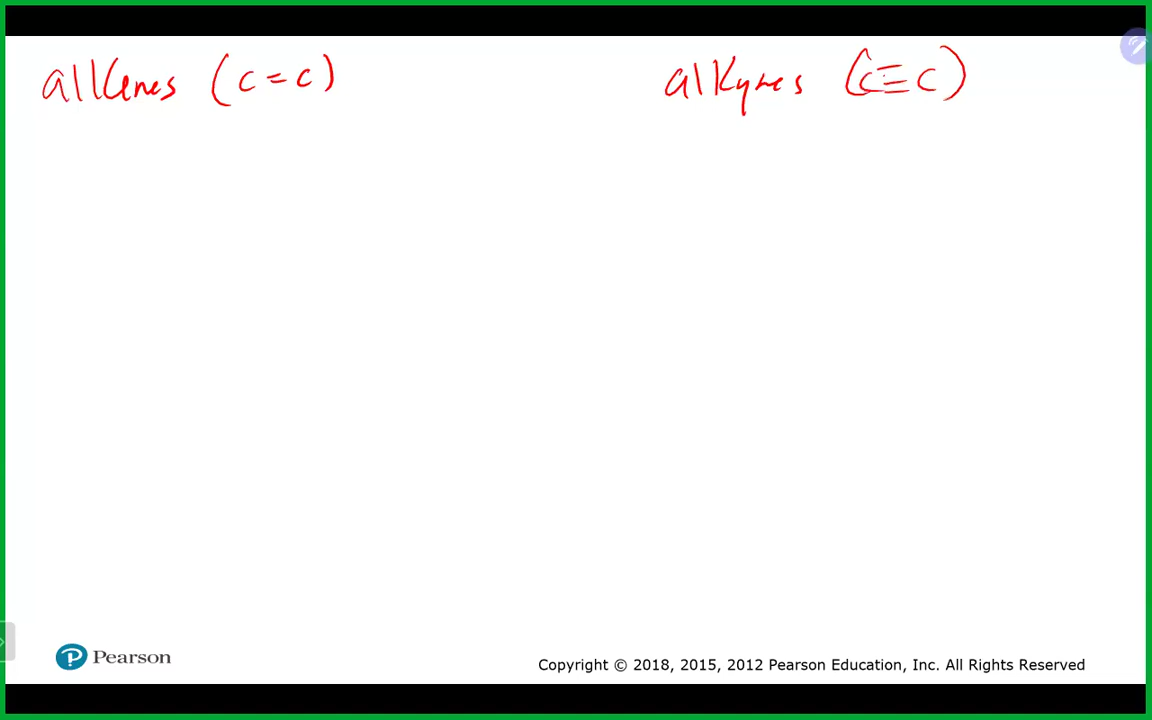 alkenes (C=C)
alkynes (C≡C)
Pearson
Copyright © 2018, 2015, 2012 Pearson Education, Inc. All Rights Reserved